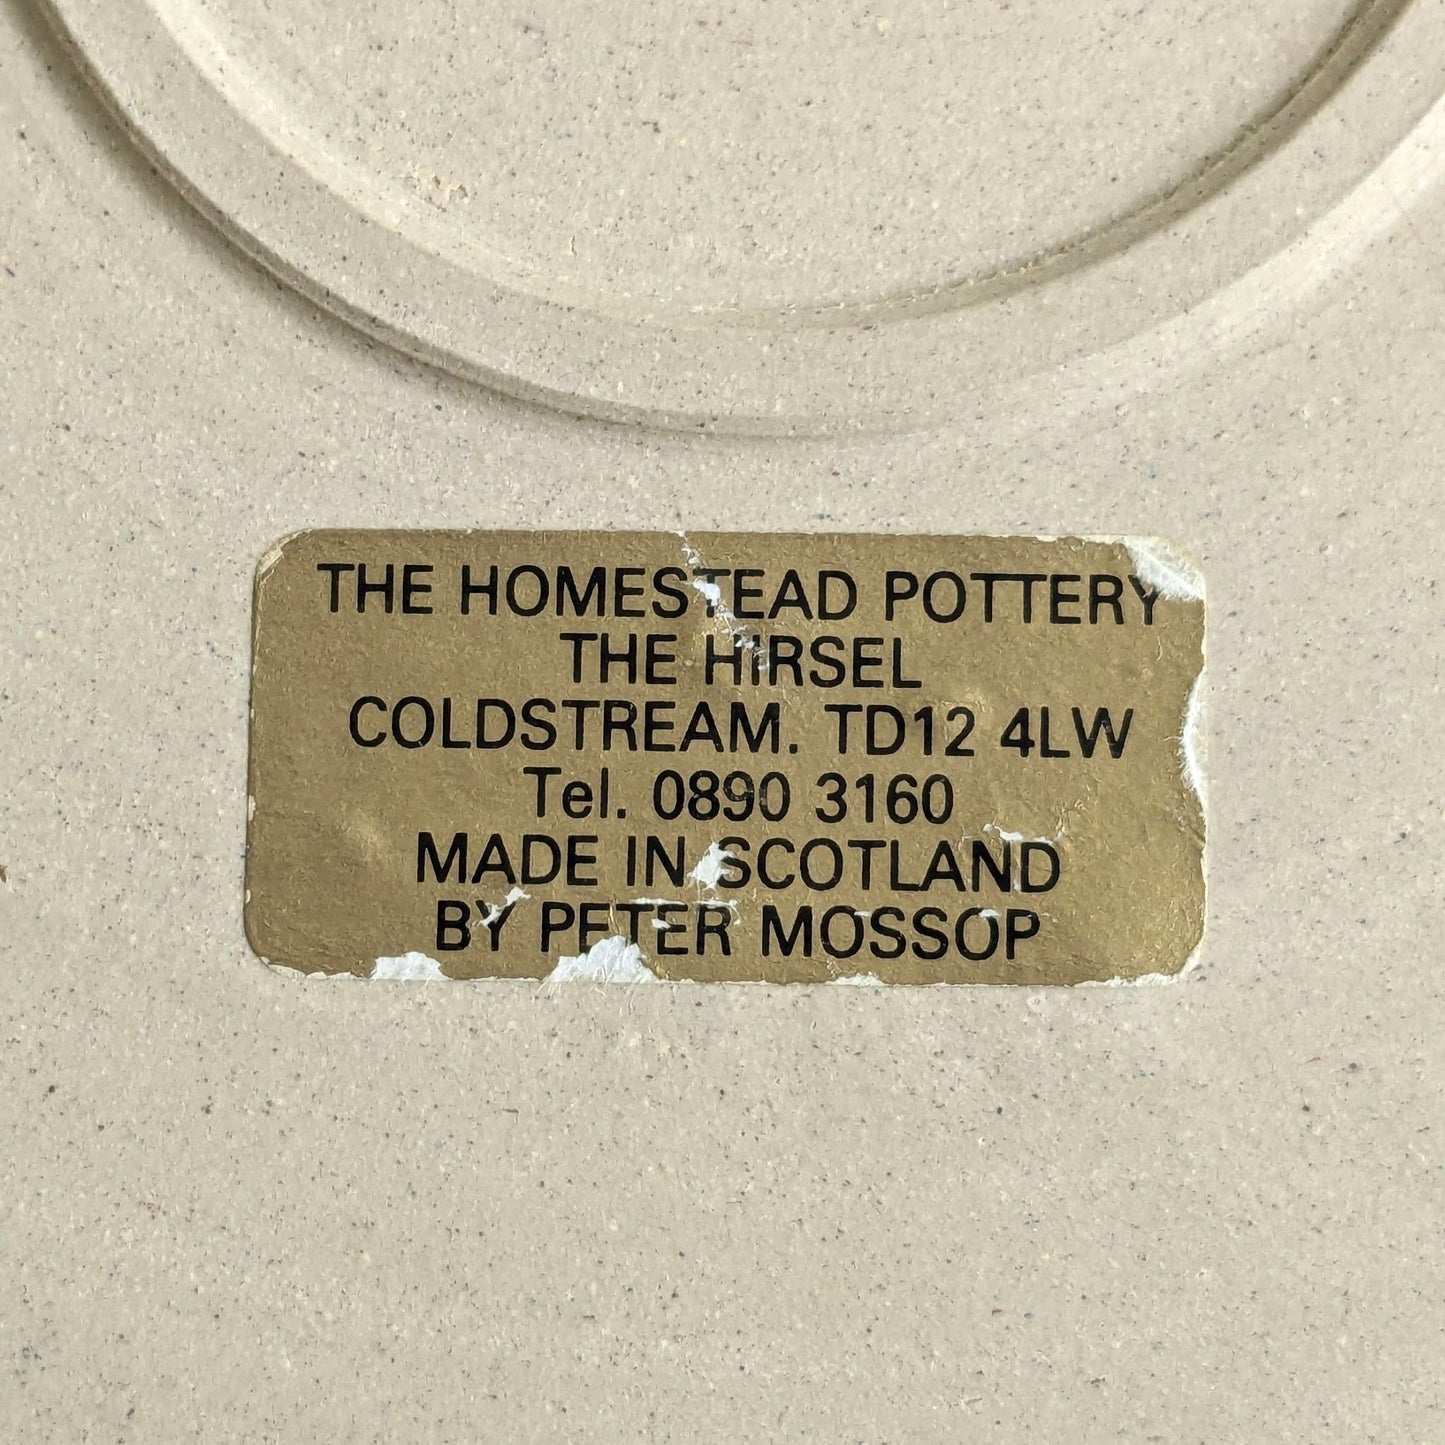 THE HOMESTEAD POTTERY
THE HIRSEL
COLDSTREAM. TD12 4LW
Tel. 0890 3160
MADE IN SCOTLAND
BY PETER MOSSOP